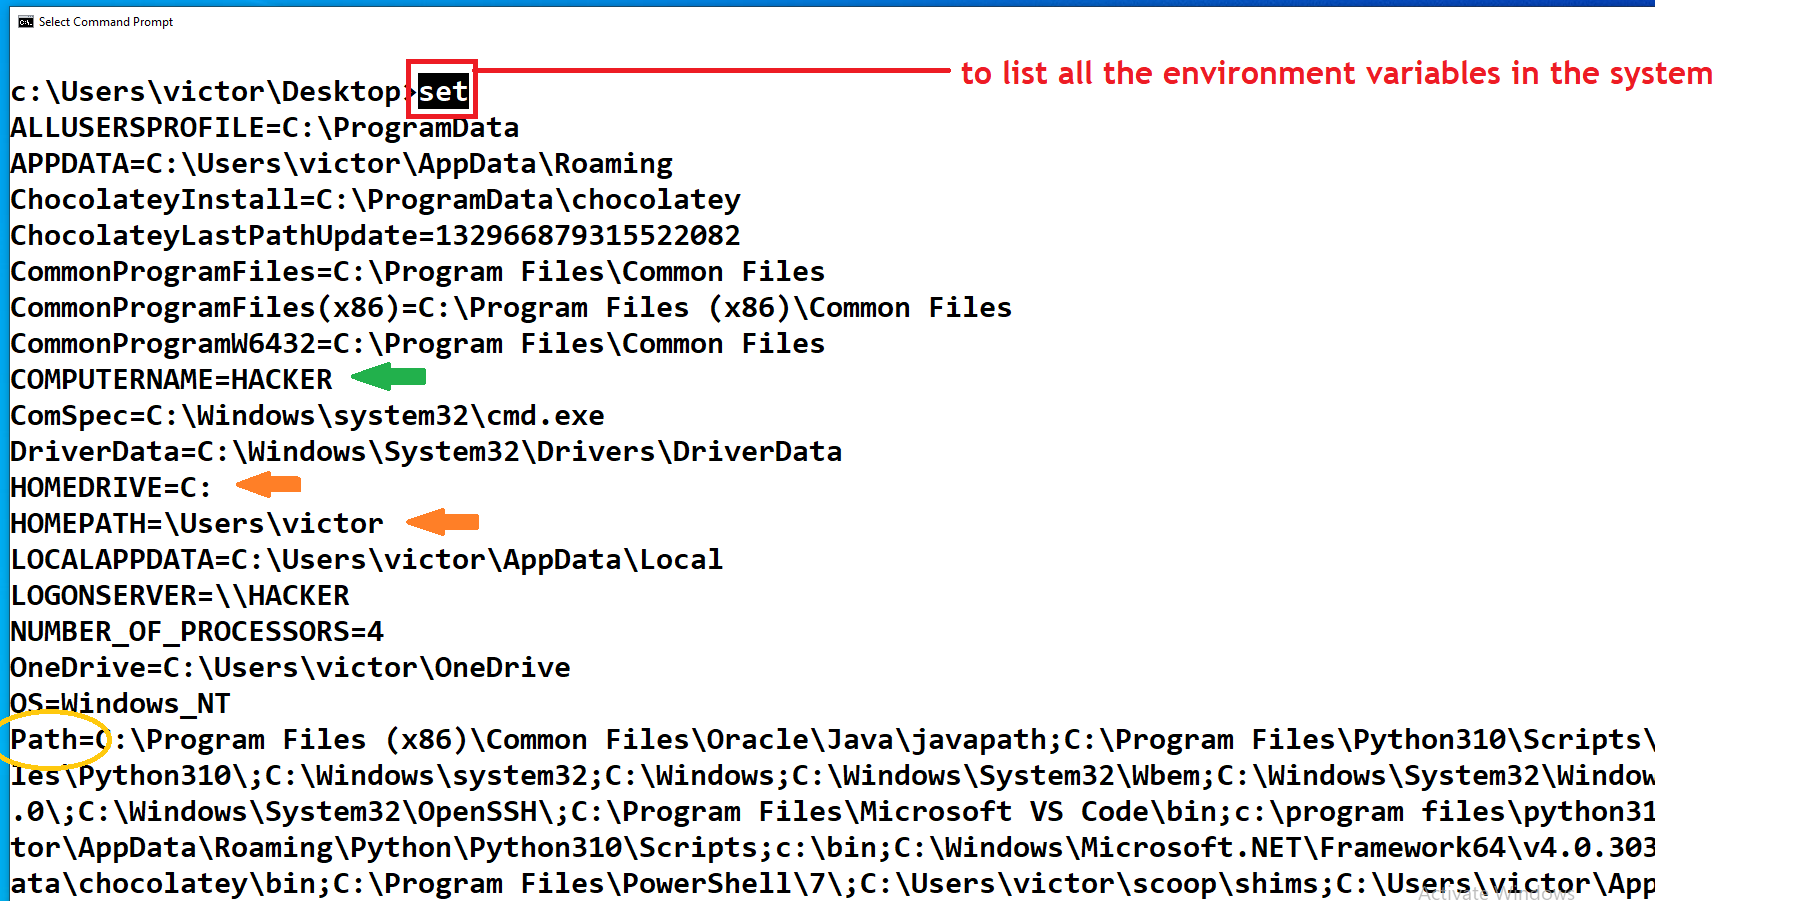 Select Command Prompt
c:\Users\victor\Desktop>set
to list all the environment variables in the system
ALLUSERSPROFILE=C:\ProgramData
APPDATA=C:\Users\victor\AppData\Roaming
ChocolateyInstall=C:\ProgramData\chocolatey
ChocolateyLastPathUpdate=132966879315522082
CommonProgramFiles=C:\Program Files\Common Files
CommonProgramFiles(x86)=C:\Program Files (x86)\Common Files
CommonProgramW6432=C:\Program Files\Common Files
COMPUTERNAME=HACKER
ComSpec=C:\Windows\system32\cmd.exe
DriverData=C:\Windows\System32\Drivers\DriverData
HOMEDRIVE=C:
HOMEPATH=\Users\victor
LOCALAPPDATA=C:\Users\victor\AppData\Local
LOGONSERVER=\\HACKER
NUMBER_OF_PROCESSORS=4
OneDrive=C:\Users\victor\OneDrive
OS=Windows_NT
Path=C:\Program Files (x86)\Common Files\Oracle\Java\javapath;C:\Program Files\Python310\Scripts\
les\Python310\;C:\Windows\system32;C:\Windows;C:\Windows\System32\Wbem;C:\Windows\System32\Window
.0\;C:\Windows\System32\OpenSSH\;C:\Program Files\Microsoft VS Code\bin;c:\program files\python31
tor\AppData\Roaming\Python\Python310\Scripts;c:\bin;C:\Windows\Microsoft.NET\Framework64\v4.0.303
ata\chocolatey\bin;C:\Program Files\PowerShell\7\;C:\Users\victor\scoop\shims;C:\Users\victor\App
Activate Windows